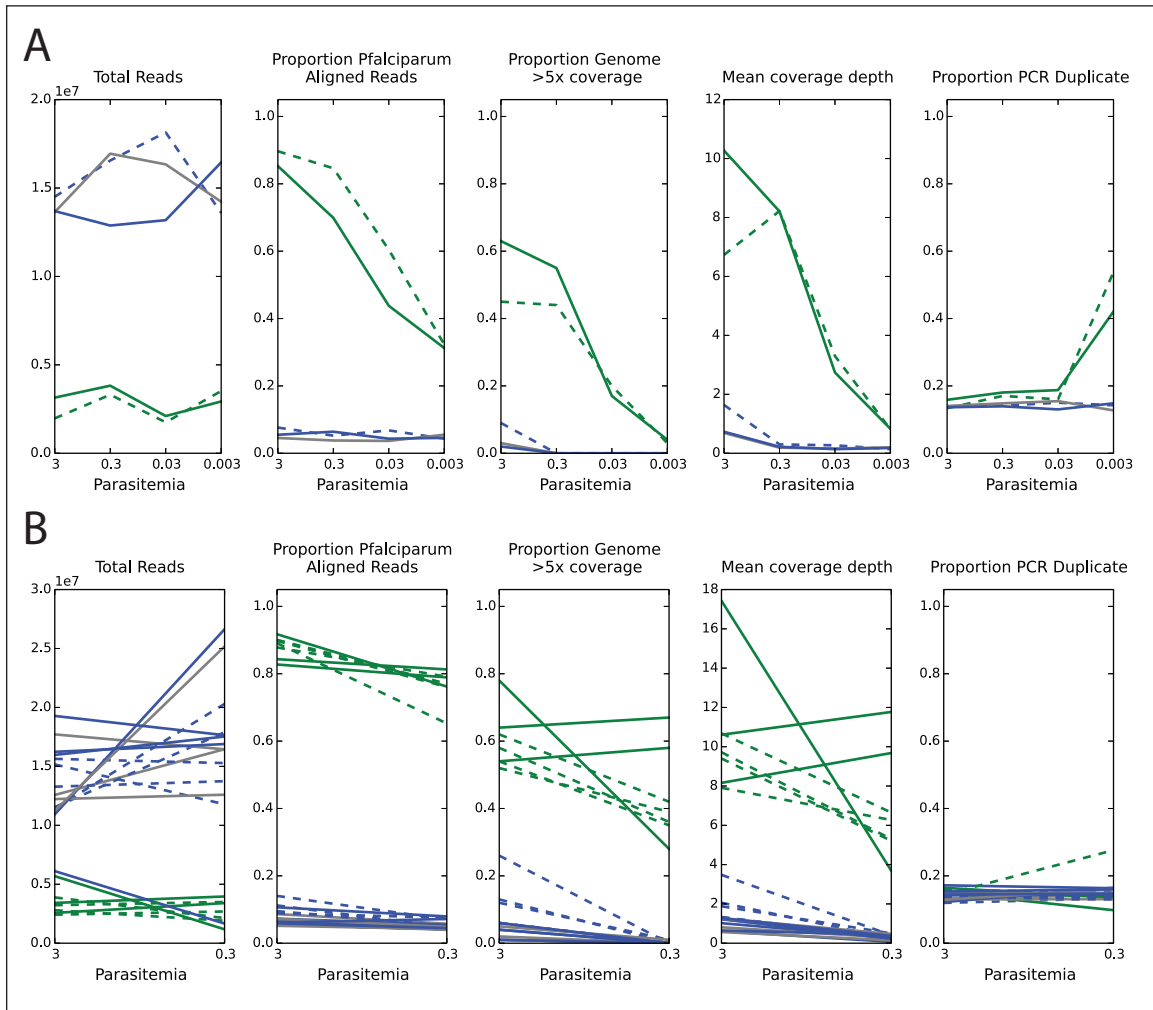 A
Total Reads
Proportion Pfalciparum
Aligned Reads
Proportion Genome
>5x coverage
Mean coverage depth
Proportion PCR Duplicate
1e7
2.0
1.5
1.0
0.5
0.0
3 0.3 0.03 0.003
Parasitemia
1.0
0.8
0.6
0.4
0.2
0.0
3 0.3 0.03 0.003
Parasitemia
1.0
0.8
0.6
0.4
0.2
0.0
3 0.3 0.03 0.003
Parasitemia
12
10
8
6
4
2
0
3 0.3 0.03 0.003
Parasitemia
1.0
0.8
0.6
0.4
0.2
0.0
3 0.3 0.03 0.003
Parasitemia
B
Total Reads
Proportion Pfalciparum
Aligned Reads
Proportion Genome
>5x coverage
Mean coverage depth
Proportion PCR Duplicate
1e7
3.0
2.5
2.0
1.5
1.0
0.5
0.0
3 0.3
Parasitemia
1.0
0.8
0.6
0.4
0.2
0.0
3 0.3
Parasitemia
1.0
0.8
0.6
0.4
0.2
0.0
3 0.3
Parasitemia
18
16
14
12
10
8
6
4
2
0
3 0.3
Parasitemia
1.0
0.8
0.6
0.4
0.2
0.0
3 0.3
Parasitemia